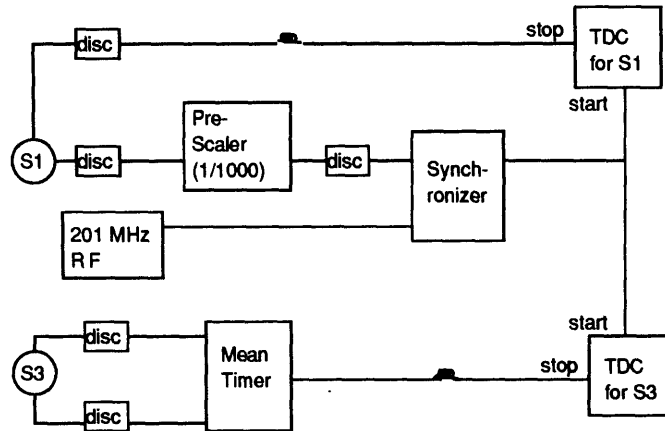 stop
TDC
for S1
start
disc
S1
disc
Pre-
Scaler
(1/1000)
disc
Synch-
ronizer
201 MHz
R F
S3
disc
disc
Mean
Timer
start
stop
TDC
for S3